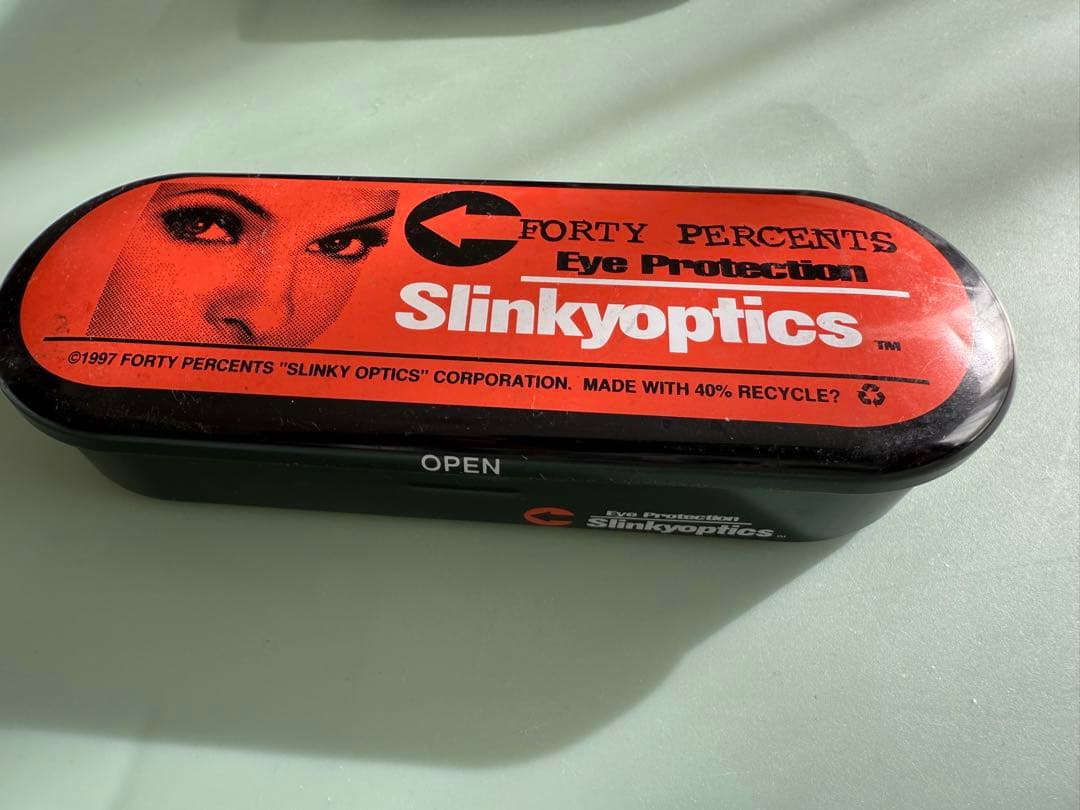 FORTY PERCENTS
Eye Protection
Slinkyoptics TM
©1997 FORTY PERCENTS "SLINKY OPTICS" CORPORATION. MADE WITH 40% RECYCLE?
OPEN
Eye Protection
Slinkyoptics